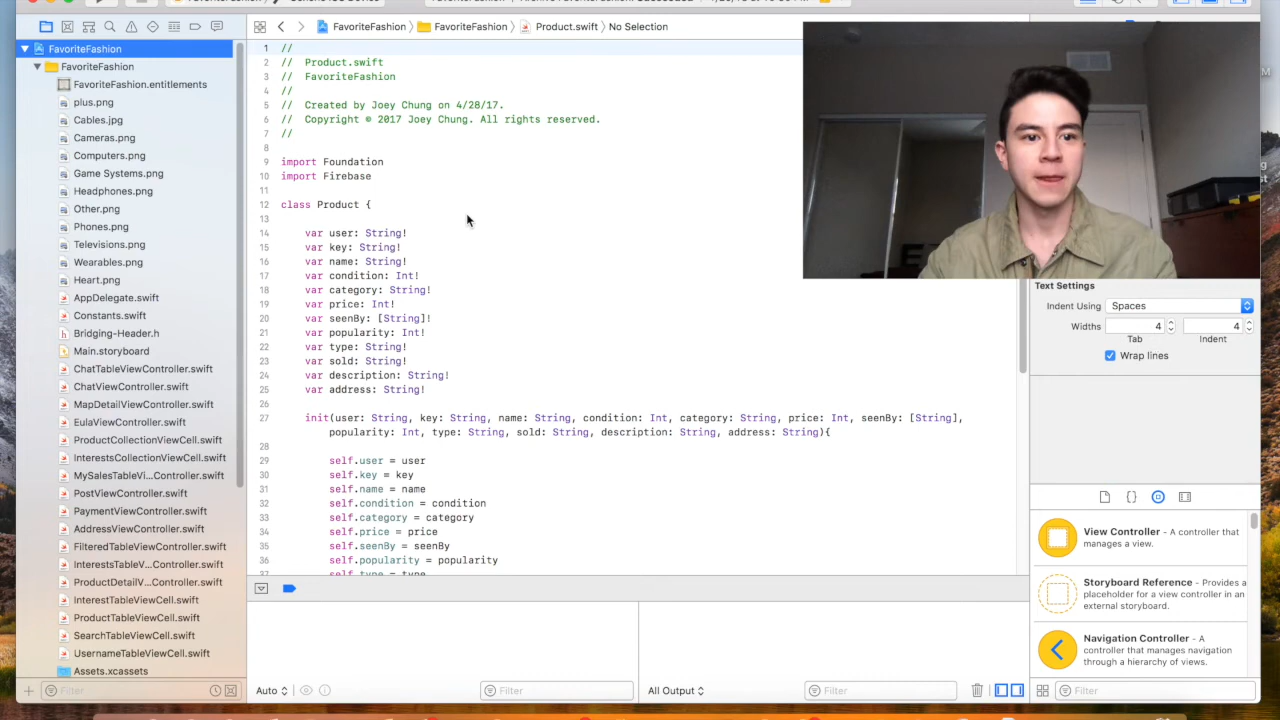 FavoriteFashion
FavoriteFashion
Product.swift
No Selection
FavoriteFashion
FavoriteFashion
FavoriteFashion.entitlements
plus.png
Cables.jpg
Cameras.png
Computers.png
Game Systems.png
Headphones.png
Other.png
Phones.png
Televisions.png
Wearables.png
Heart.png
AppDelegate.swift
Constants.swift
Bridging-Header.h
Main.storyboard
ChatTableViewController.swift
ChatViewController.swift
MapDetailViewController.swift
EulaViewController.swift
ProductCollectionViewCell.swift
InterestsCollectionViewCell.swift
MySalesTableVi...Controller.swift
PostViewController.swift
PaymentViewController.swift
AddressViewController.swift
FilteredTableViewController.swift
InterestsTableV...Controller.swift
ProductDetailV...Controller.swift
InterestTableViewCell.swift
ProductTableViewCell.swift
SearchTableViewCell.swift
UsernameTableViewCell.swift
Assets.xcassets
Filter
1 //
2 // Product.swift
3 // FavoriteFashion
4 //
5 // Created by Joey Chung on 4/28/17.
6 // Copyright © 2017 Joey Chung. All rights reserved.
7 //
8
9 import Foundation
10 import Firebase
11
12 class Product {
13
14 var user: String!
15 var key: String!
16 var name: String!
17 var condition: Int!
18 var category: String!
19 var price: Int!
20 var seenBy: [String]!
21 var popularity: Int!
22 var type: String!
23 var sold: String!
24 var description: String!
25 var address: String!
26
27 init(user: String, key: String, name: String, condition: Int, category: String, price: Int, seenBy: [String],
popularity: Int, type: String, sold: String, description: String, address: String){
28
29 self.user = user
30 self.key = key
31 self.name = name
32 self.condition = condition
33 self.category = category
34 self.price = price
35 self.seenBy = seenBy
36 self.popularity = popularity
37 self.type = type
Auto
Filter
All Output
Filter
Text Settings
Indent Using Spaces
Widths 4 4
Tab Indent
Wrap lines
View Controller - A controller that
manages a view.
Storyboard Reference - Provides a
placeholder for a view controller in an
external storyboard.
Navigation Controller - A
controller that manages navigation
through a hierarchy of views.
Filter